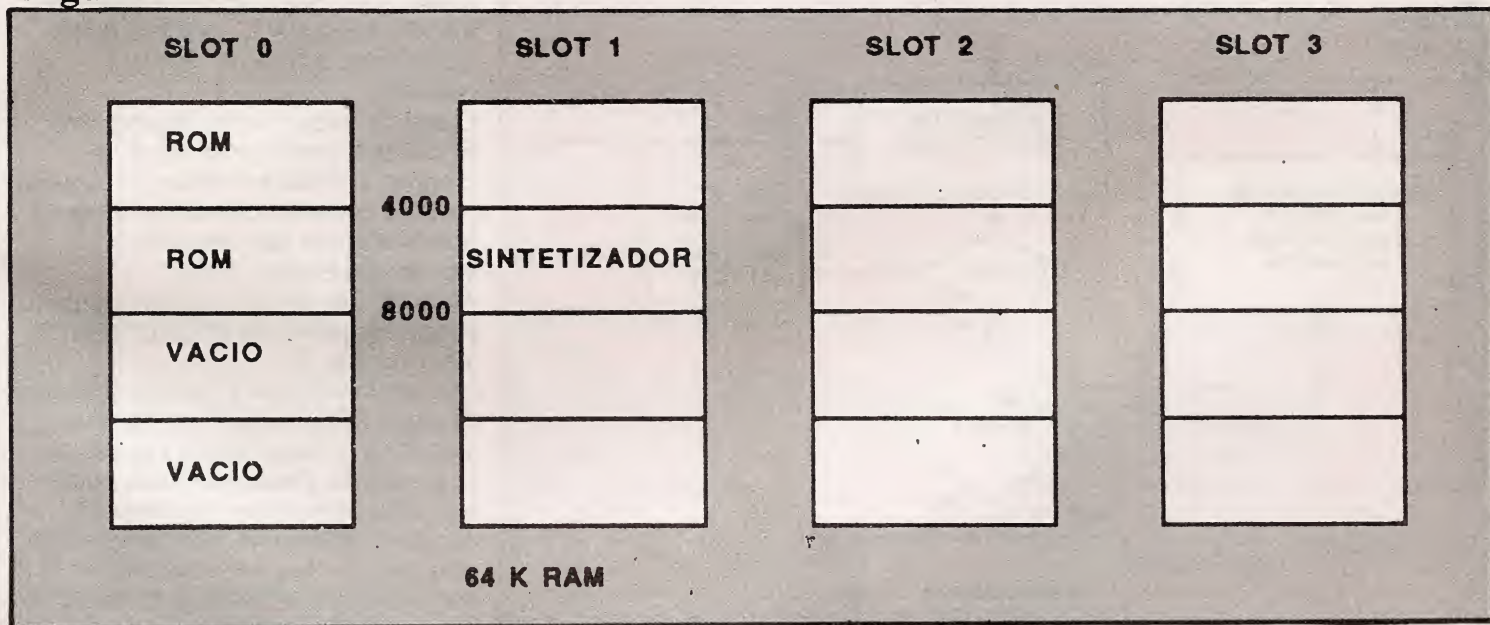 SLOT 0 SLOT 1 SLOT 2 SLOT 3
ROM
4000
ROM SINTETIZADOR
8000
VACIO
VACIO
64 K RAM